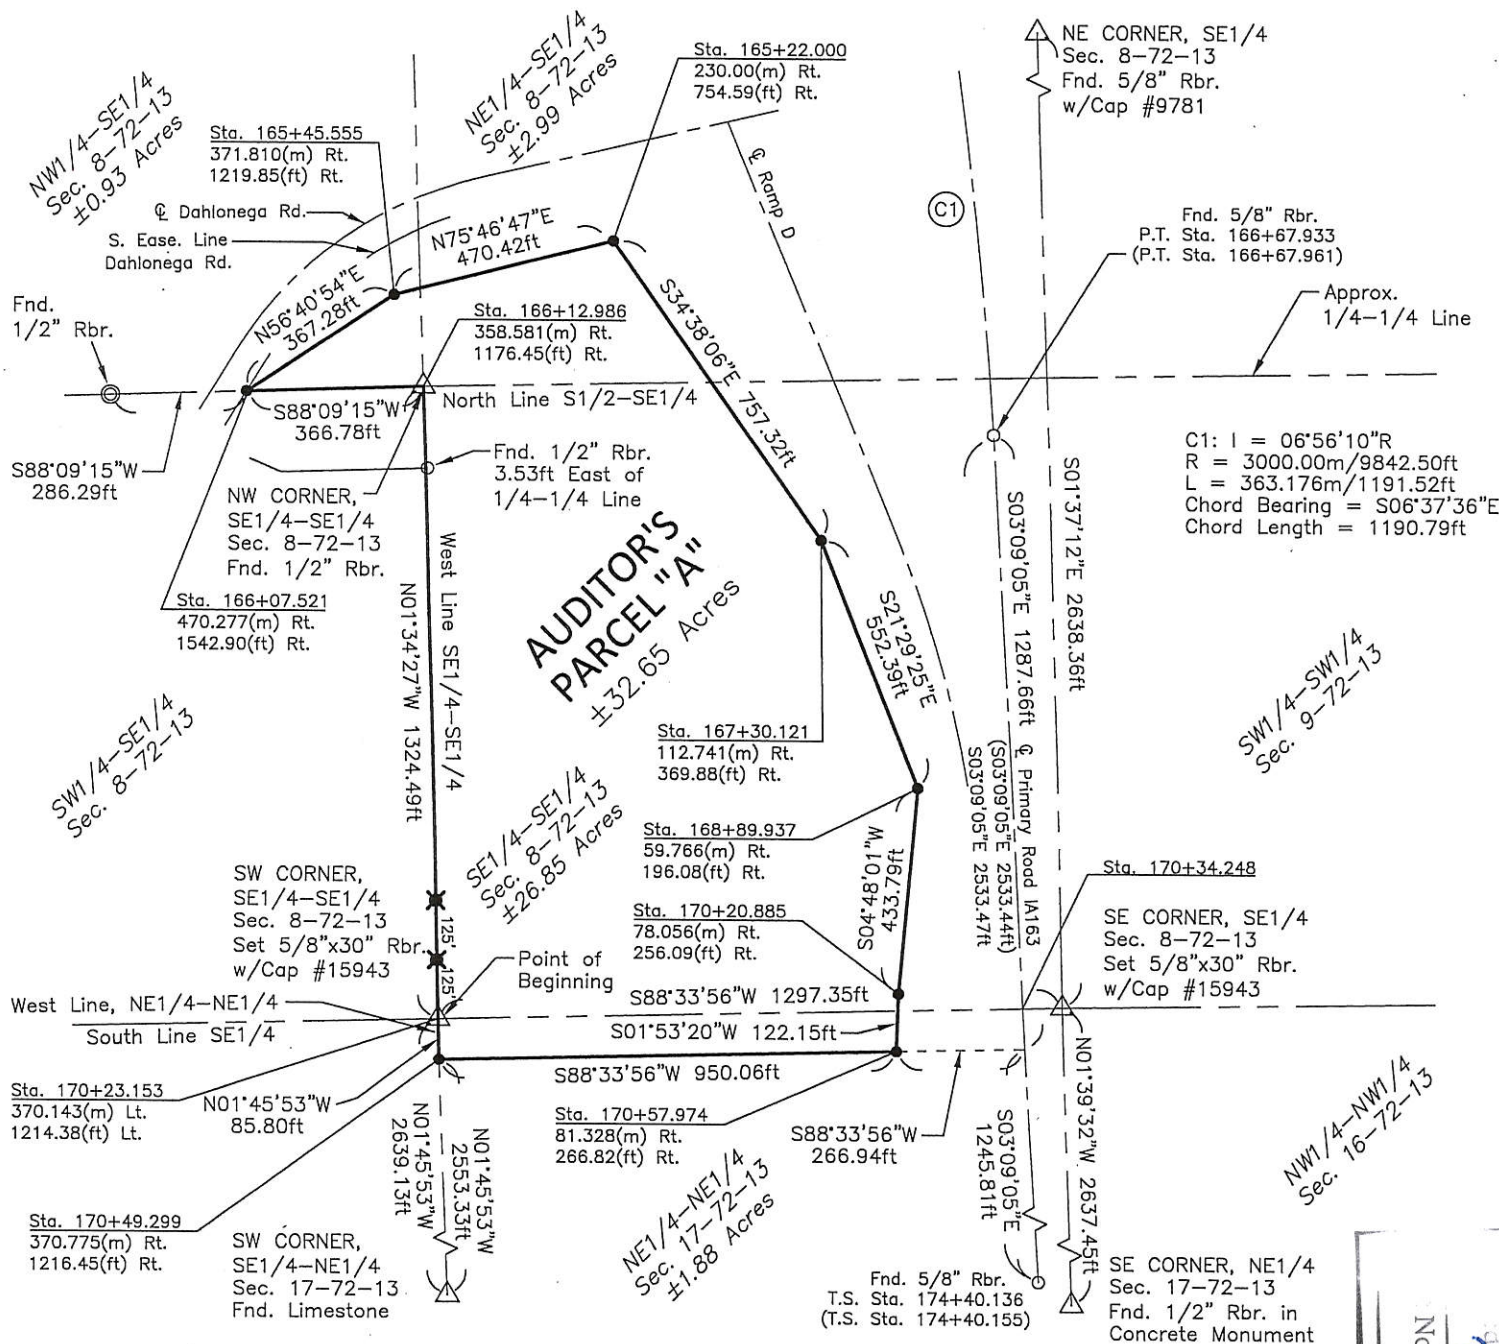 NE CORNER, SE1/4
Sec. 8-72-13
Fnd. 5/8" Rbr.
w/Cap #9781
Sta. 165+22.000
230.00(m) Rt.
754.59(ft) Rt.
NE1/4-SE1/4
Sec. 8-72-13
±2.99 Acres
NW1/4-SE1/4
Sec. 8-72-13
±0.93 Acres
Sta. 165+45.555
371.810(m) Rt.
1219.85(ft) Rt.
℄ Dahlonega Rd.
S. Ease. Line
Dahlonega Rd.
℄ Ramp D
C1
N75°46'47"E
470.42ft
N56°40'54"E
367.28ft
Fnd.
1/2" Rbr.
Fnd. 5/8" Rbr.
P.T. Sta. 166+67.933
(P.T. Sta. 166+67.961)
Approx.
1/4-1/4 Line
Sta. 166+12.986
358.581(m) Rt.
1176.45(ft) Rt.
S34°38'06"E 757.32ft
North Line S1/2-SE1/4
S88°09'15"W
366.78ft
S88°09'15"W
286.29ft
Fnd. 1/2" Rbr.
3.53ft East of
1/4-1/4 Line
NW CORNER,
SE1/4-SE1/4
Sec. 8-72-13
Fnd. 1/2" Rbr.
C1: I = 06°56'10"R
R = 3000.00m/9842.50ft
L = 363.176m/1191.52ft
Chord Bearing = S06°37'36"E
Chord Length = 1190.79ft
Sta. 166+07.521
470.277(m) Rt.
1542.90(ft) Rt.
West Line SE1/4-SE1/4
N01°34'27"W 1324.49ft
AUDITOR'S
PARCEL "A"
±32.65 Acres
S21°29'25"E
552.39ft
S03°09'05"E 1287.66ft
℄ Primary Road IA163
(S03°09'05"E 2533.44ft)
S03°09'05"E 2533.47ft
S01°37'12"E 2638.36ft
SW1/4-SW1/4
Sec. 9-72-13
SW1/4-SE1/4
Sec. 8-72-13
Sta. 167+30.121
112.741(m) Rt.
369.88(ft) Rt.
SE1/4-SE1/4
Sec. 8-72-13
±26.85 Acres
Sta. 168+89.937
59.766(m) Rt.
196.08(ft) Rt.
S04°48'01"W
433.79ft
SW CORNER,
SE1/4-SE1/4
Sec. 8-72-13
Set 5/8"x30" Rbr.
w/Cap #15943
125'
125'
Point of
Beginning
Sta. 170+20.885
78.056(m) Rt.
256.09(ft) Rt.
Sta. 170+34.248
SE CORNER, SE1/4
Sec. 8-72-13
Set 5/8"x30" Rbr.
w/Cap #15943
West Line, NE1/4-NE1/4
South Line SE1/4
S88°33'56"W 1297.35ft
S01°53'20"W 122.15ft
S88°33'56"W 950.06ft
Sta. 170+23.153
370.143(m) Lt.
1214.38(ft) Lt.
N01°45'53"W
85.80ft
Sta. 170+57.974
81.328(m) Rt.
266.82(ft) Rt.
S88°33'56"W
266.94ft
N01°39'32"W 2637.45ft
NW1/4-NW1/4
Sec. 16-72-13
N01°45'53"W
2553.33ft
N01°45'53"W
2639.13ft
S03°09'05"E
1245.81ft
NE1/4-NE1/4
Sec. 17-72-13
±1.88 Acres
Sta. 170+49.299
370.775(m) Rt.
1216.45(ft) Rt.
SW CORNER,
SE1/4-NE1/4
Sec. 17-72-13
Fnd. Limestone
Fnd. 5/8" Rbr.
T.S. Sta. 174+40.136
(T.S. Sta. 174+40.155)
SE CORNER, NE1/4
Sec. 17-72-13
Fnd. 1/2" Rbr. in
Concrete Monument